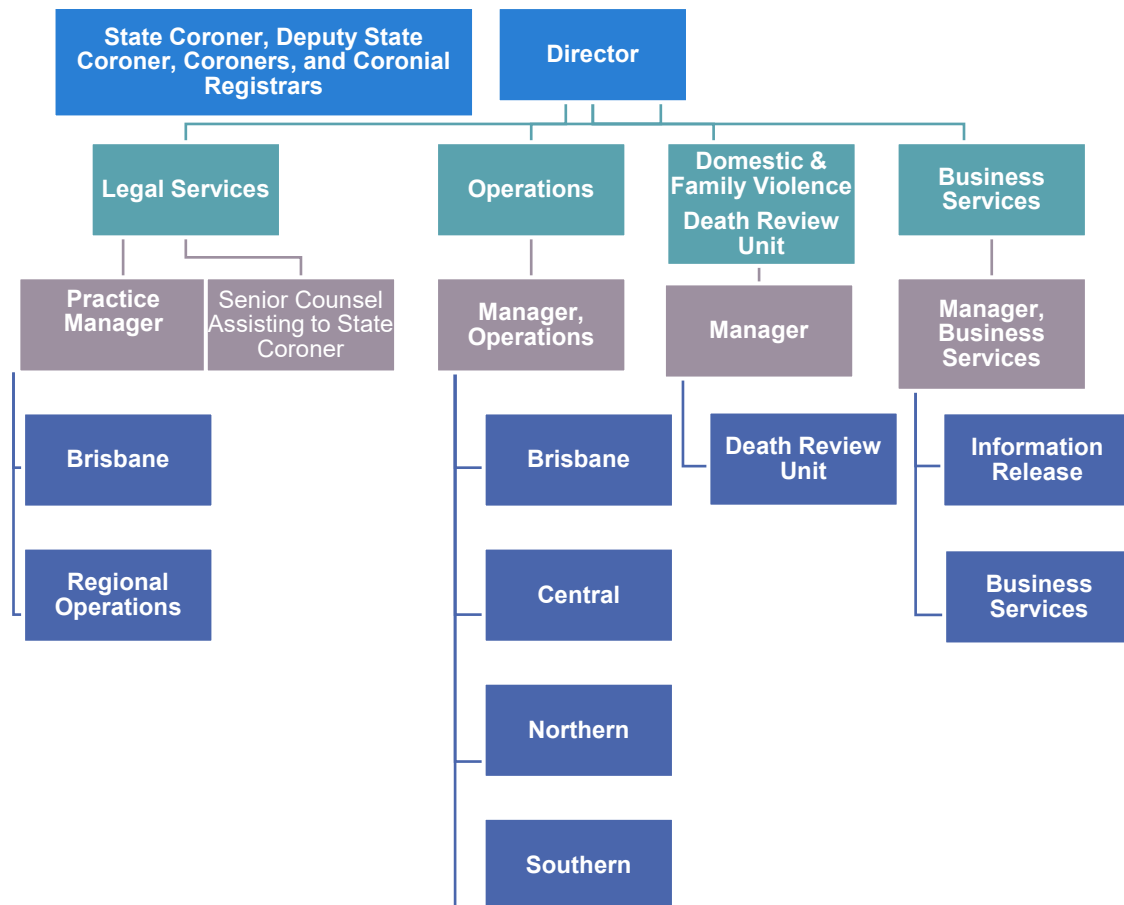 State Coroner, Deputy State
Coroner, Coroners, and Coronial
Registrars
Director
Legal Services
Operations
Domestic &
Family Violence
Death Review
Unit
Business
Services
Practice
Manager
Senior Counsel
Assisting to State
Coroner
Manager,
Operations
Manager
Manager,
Business
Services
Brisbane
Regional
Operations
Brisbane
Central
Northern
Southern
Death Review
Unit
Information
Release
Business
Services